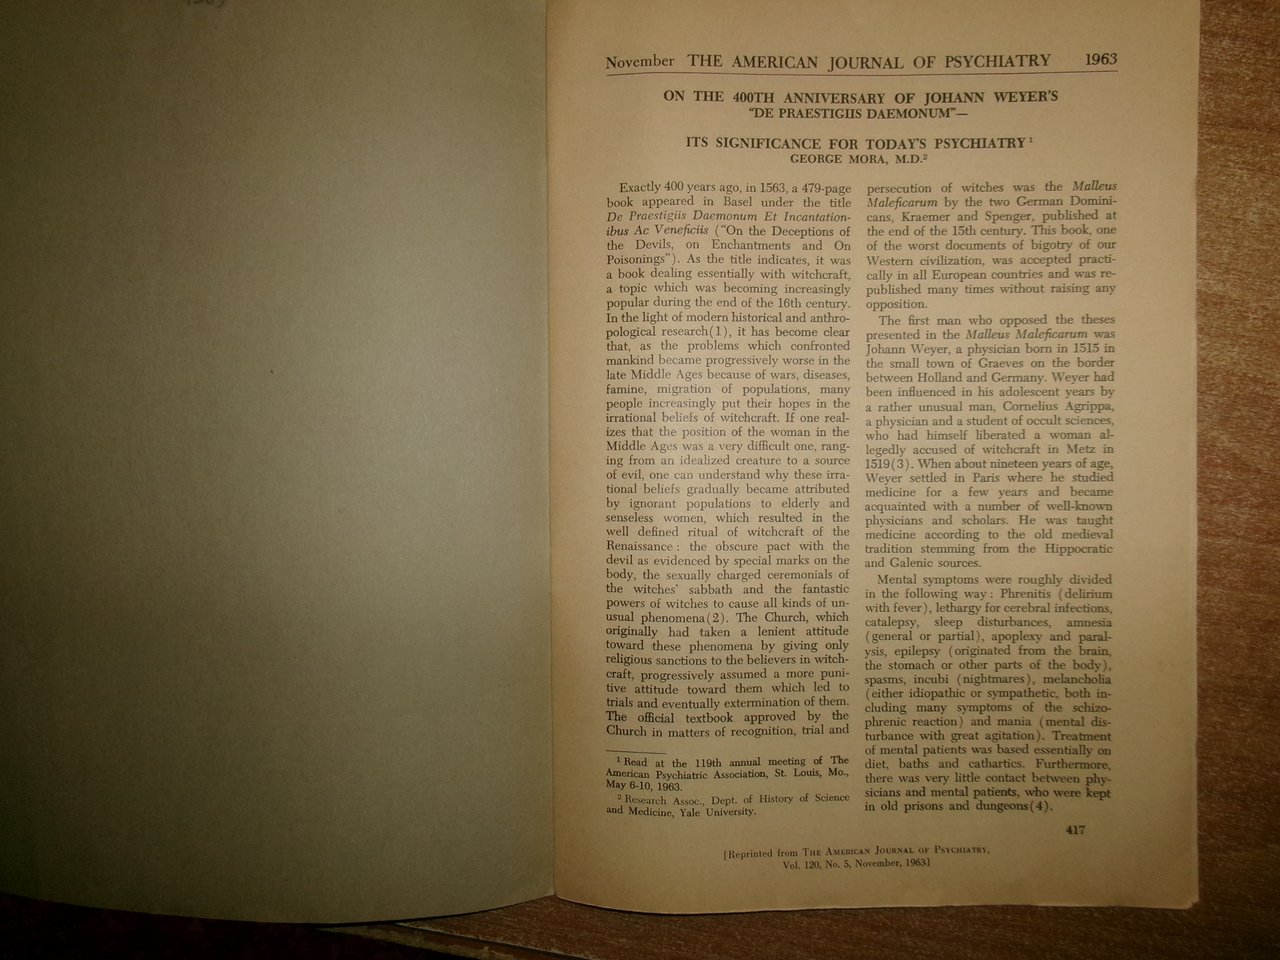 November THE AMERICAN JOURNAL OF PSYCHIATRY 1963
ON THE 400TH ANNIVERSARY OF JOHANN WEYER'S
"DE PRAESTIGIIS DAEMONUM"—
ITS SIGNIFICANCE FOR TODAY'S PSYCHIATRY¹
GEORGE MORA, M.D.²
Exactly 400 years ago, in 1563, a 479-page
book appeared in Basel under the title
De Praestigiis Daemonum Et Incantation-
ibus Ac Veneficiis ("On the Deceptions of
the Devils, on Enchantments and On
Poisonings"). As the title indicates, it was
a book dealing essentially with witchcraft,
a topic which was becoming increasingly
popular during the end of the 16th century.
In the light of modern historical and anthro-
pological research(1), it has become clear
that, as the problems which confronted
mankind became progressively worse in the
late Middle Ages because of wars, diseases,
famine, migration of populations, many
people increasingly put their hopes in the
irrational beliefs of witchcraft. If one real-
izes that the position of the woman in the
Middle Ages was a very difficult one, rang-
ing from an idealized creature to a source
of evil, one can understand why these irra-
tional beliefs gradually became attributed
by ignorant populations to elderly and
senseless women, which resulted in the
well defined ritual of witchcraft of the
Renaissance : the obscure pact with the
devil as evidenced by special marks on the
body, the sexually charged ceremonials of
the witches' sabbath and the fantastic
powers of witches to cause all kinds of un-
usual phenomena(2). The Church, which
originally had taken a lenient attitude
toward these phenomena by giving only
religious sanctions to the believers in witch-
craft, progressively assumed a more puni-
tive attitude toward them which led to
trials and eventually extermination of them.
The official textbook approved by the
Church in matters of recognition, trial and
¹ Read at the 119th annual meeting of The
American Psychiatric Association, St. Louis, Mo.,
May 6-10, 1963.
² Research Assoc., Dept. of History of Science
and Medicine, Yale University.
persecution of witches was the Malleus
Maleficarum by the two German Domini-
cans, Kraemer and Spenger, published at
the end of the 15th century. This book, one
of the worst documents of bigotry of our
Western civilization, was accepted practi-
cally in all European countries and was re-
published many times without raising any
opposition.
The first man who opposed the theses
presented in the Malleus Maleficarum was
Johann Weyer, a physician born in 1515 in
the small town of Graeves on the border
between Holland and Germany. Weyer had
been influenced in his adolescent years by
a rather unusual man, Cornelius Agrippa,
a physician and a student of occult sciences,
who had himself liberated a woman al-
legedly accused of witchcraft in Metz in
1519(3). When about nineteen years of age,
Weyer settled in Paris where he studied
medicine for a few years and became
acquainted with a number of well-known
physicians and scholars. He was taught
medicine according to the old medieval
tradition stemming from the Hippocratic
and Galenic sources.
Mental symptoms were roughly divided
in the following way : Phrenitis (delirium
with fever), lethargy for cerebral infections,
catalepsy, sleep disturbances, amnesia
(general or partial), apoplexy and paral-
ysis, epilepsy (originated from the brain,
the stomach or other parts of the body),
spasms, incubi (nightmares), melancholia
(either idiopathic or sympathetic, both in-
cluding many symptoms of the schizo-
phrenic reaction) and mania (mental dis-
turbance with great agitation). Treatment
of mental patients was based essentially on
diet, baths and cathartics. Furthermore,
there was very little contact between phy-
sicians and mental patients, who were kept
in old prisons and dungeons(4).
417
[Reprinted from THE AMERICAN JOURNAL OF PSYCHIATRY,
Vol. 120, No. 5, November, 1963]